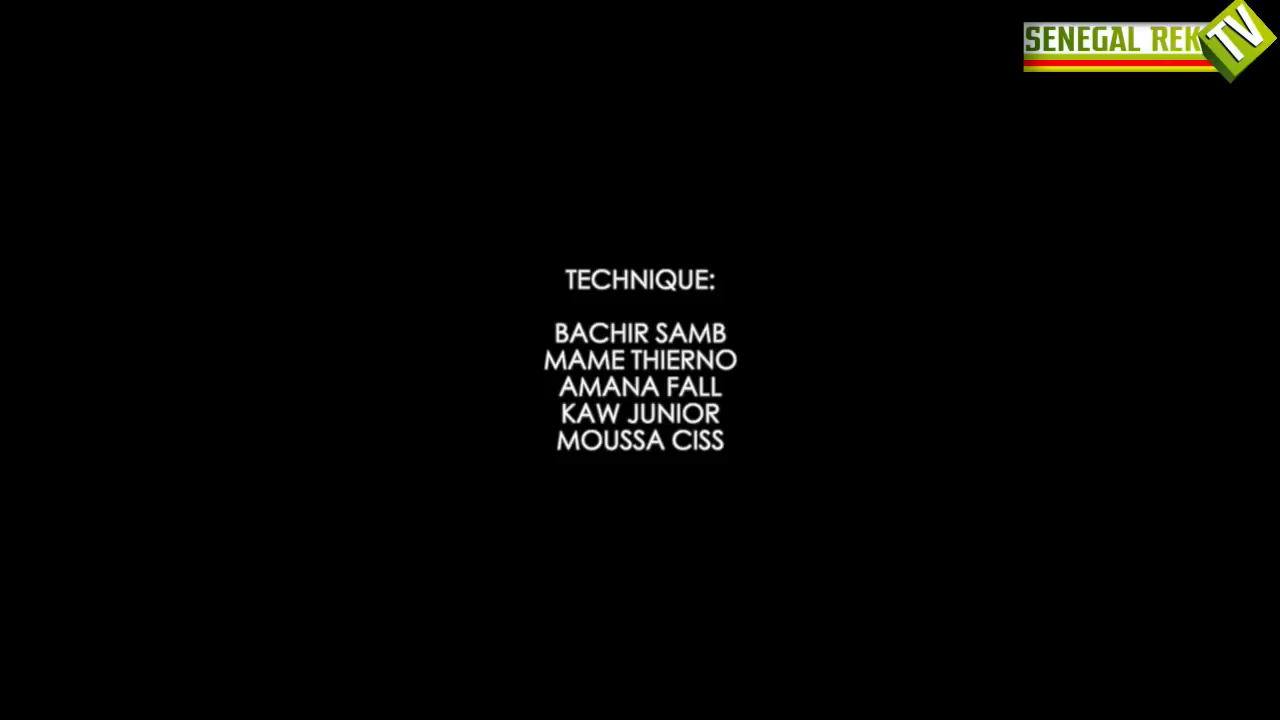 SENEGAL REK TV
TECHNIQUE:
BACHIR SAMB
MAME THIERNO
AMANA FALL
KAW JUNIOR
MOUSSA CISS